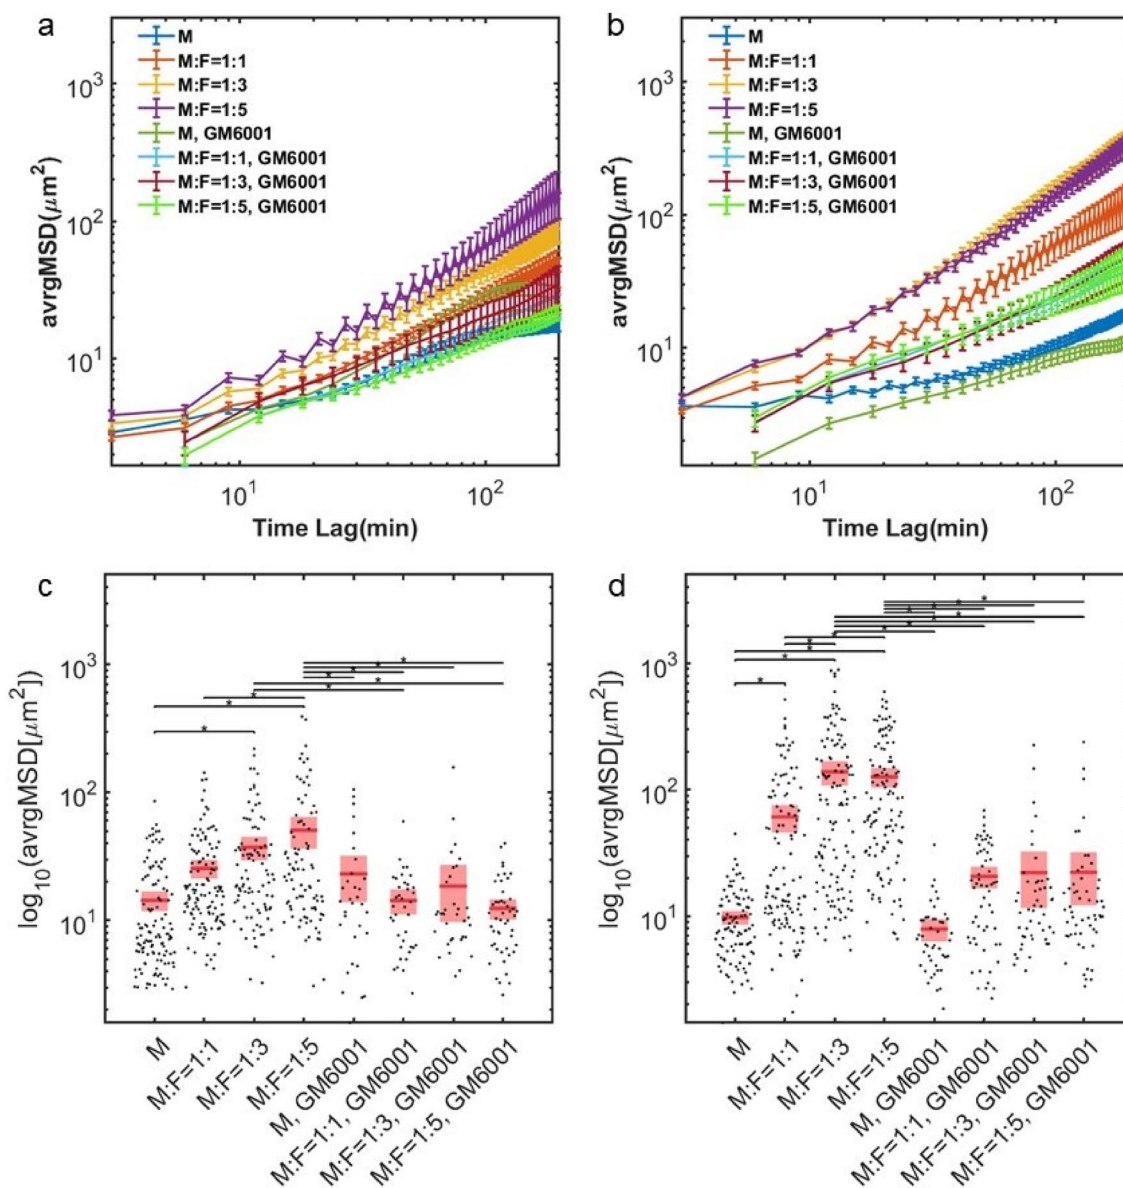 a
M
M:F=1:1
M:F=1:3
M:F=1:5
M, GM6001
M:F=1:1, GM6001
M:F=1:3, GM6001
M:F=1:5, GM6001
avrgMSD(μm²)
10³
10²
10¹
10¹
10²
Time Lag(min)
b
M
M:F=1:1
M:F=1:3
M:F=1:5
M, GM6001
M:F=1:1, GM6001
M:F=1:3, GM6001
M:F=1:5, GM6001
avrgMSD(μm²)
10³
10²
10¹
10¹
10²
Time Lag(min)
c
log₁₀(avrgMSD[μm²])
10³
10²
10¹
M
M:F=1:1
M:F=1:3
M:F=1:5
M, GM6001
M:F=1:1, GM6001
M:F=1:3, GM6001
M:F=1:5, GM6001
d
log₁₀(avrgMSD[μm²])
10³
10²
10¹
M
M:F=1:1
M:F=1:3
M:F=1:5
M, GM6001
M:F=1:1, GM6001
M:F=1:3, GM6001
M:F=1:5, GM6001